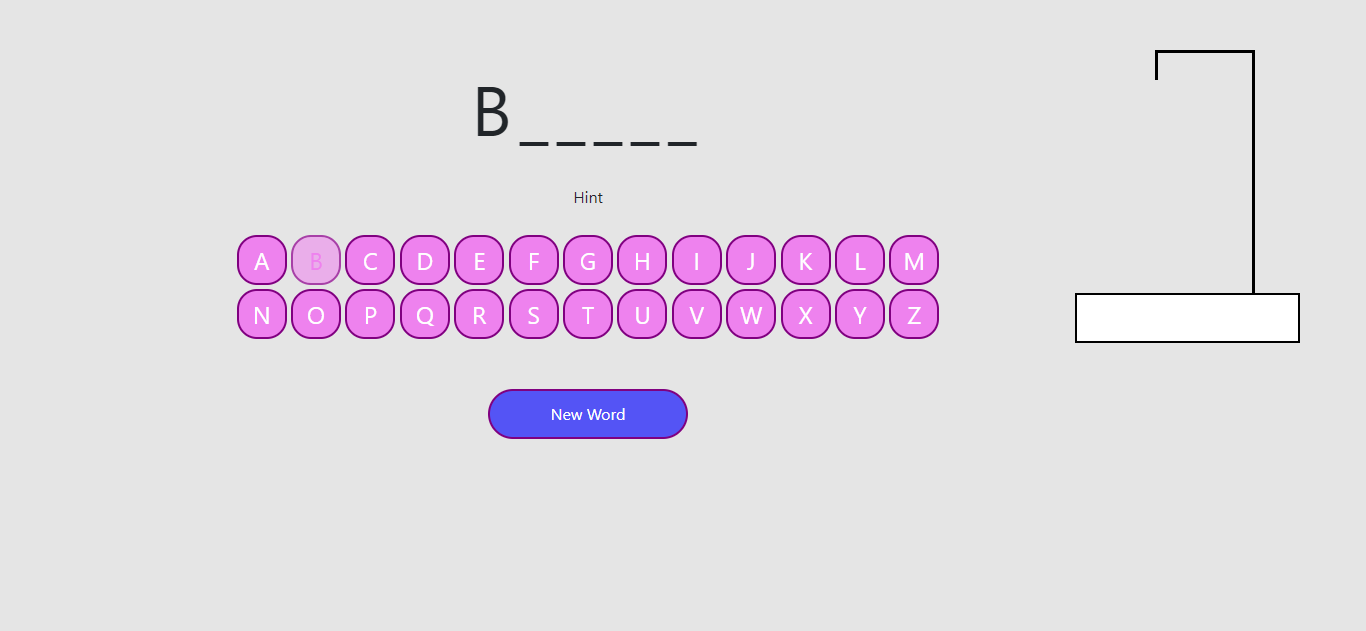 B _ _ _ _ _
Hint
A B C D E F G H I J K L M
N O P Q R S T U V W X Y Z
New Word